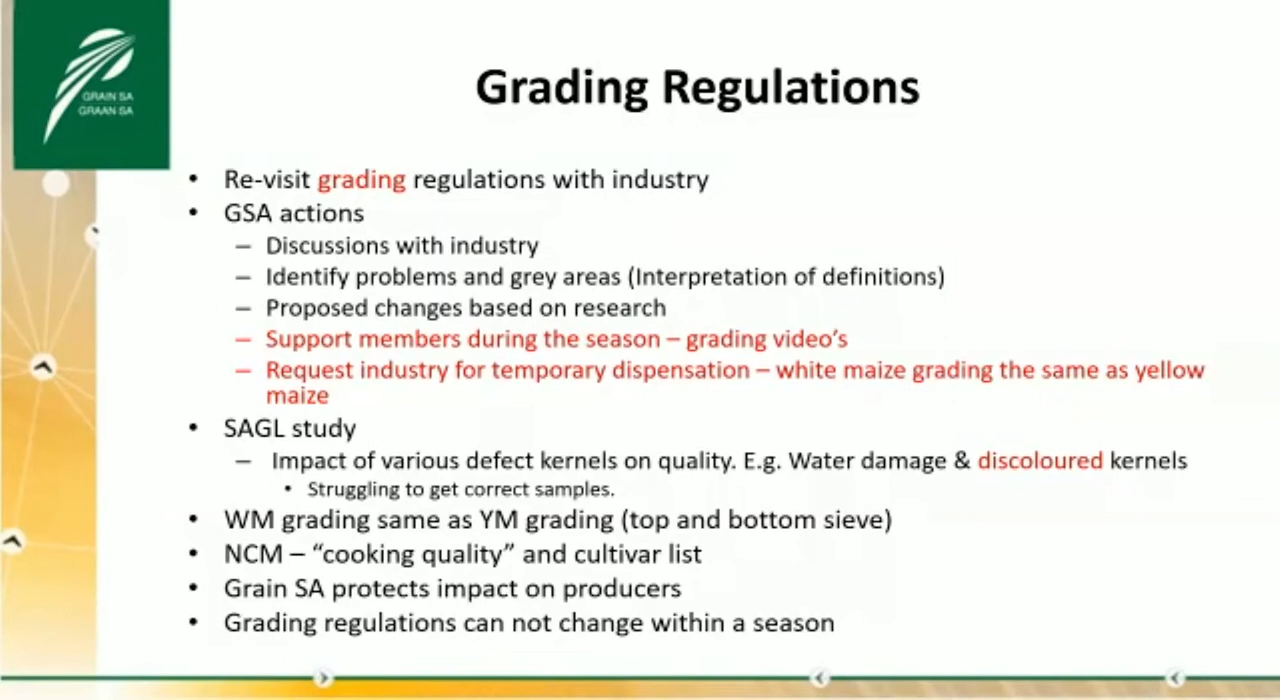 GRAIN SA
GRAAN SA
Grading Regulations
• Re-visit grading regulations with industry
• GSA actions
– Discussions with industry
– Identify problems and grey areas (Interpretation of definitions)
– Proposed changes based on research
– Support members during the season – grading video's
– Request industry for temporary dispensation – white maize grading the same as yellow
maize
• SAGL study
– Impact of various defect kernels on quality. E.g. Water damage & discoloured kernels
• Struggling to get correct samples.
• WM grading same as YM grading (top and bottom sieve)
• NCM – “cooking quality” and cultivar list
• Grain SA protects impact on producers
• Grading regulations can not change within a season